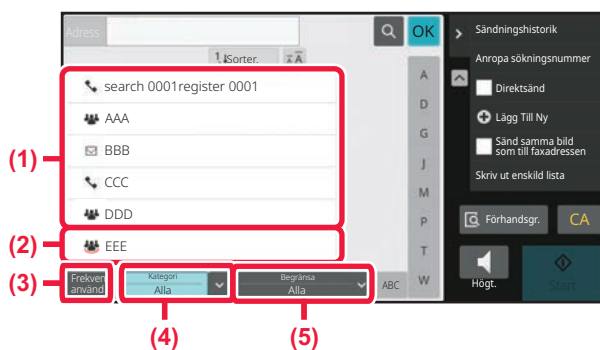 Adress
OK
Sorter.
search 0001register 0001
AAA
BBB
CCC
DDD
EEE
Frekven
använd
Kategori
Alla
Begränsa
Alla
ABC
A
D
G
J
M
P
T
W
Sändningshistorik
Anropa sökningsnummer
Direktsänd
Lägg Till Ny
Sänd samma bild
som till faxadressen
Skriv ut enskild lista
Förhandsgr.
CA
Högt.
Start
(1)
(2)
(3)
(4)
(5)